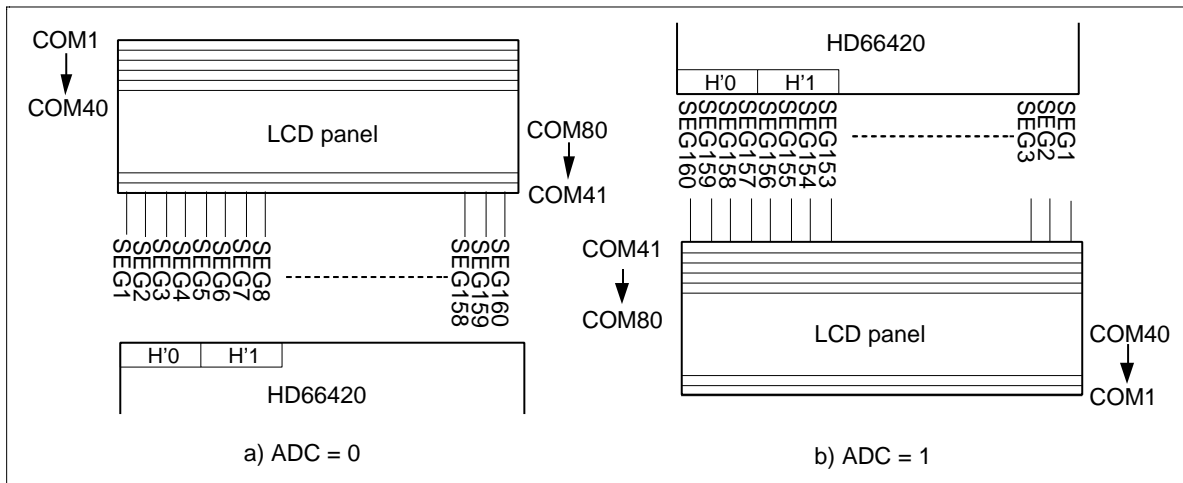 COM1
COM40
LCD panel
COM80
COM41
SEG1
SEG2
SEG3
SEG4
SEG5
SEG6
SEG7
SEG8
SEG158
SEG159
SEG160
H'0 H'1
HD66420
a) ADC = 0
HD66420
H'0 H'1
SEG160
SEG159
SEG158
SEG157
SEG156
SEG155
SEG154
SEG153
SEG3
SEG2
SEG1
COM41
COM80
LCD panel
COM40
COM1
b) ADC = 1